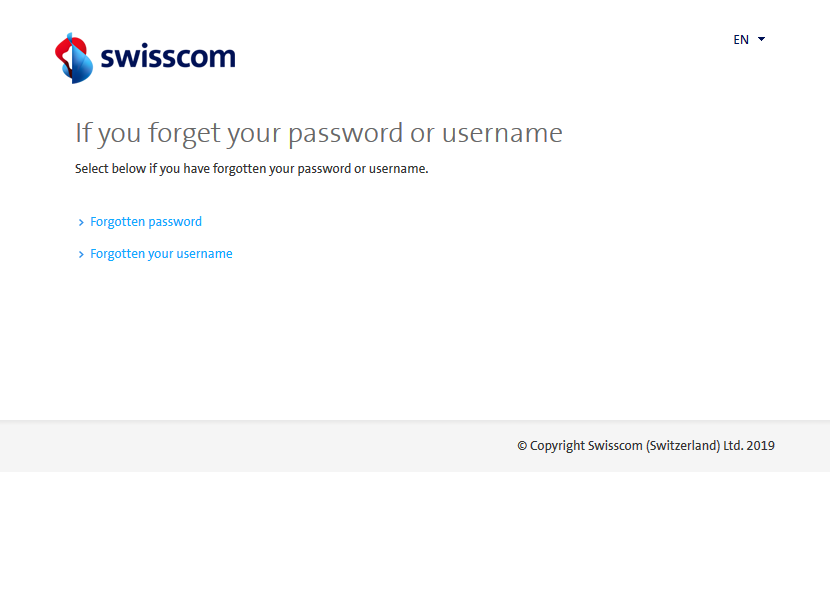 swisscom
EN
If you forget your password or username
Select below if you have forgotten your password or username.
Forgotten password
Forgotten your username
© Copyright Swisscom (Switzerland) Ltd. 2019